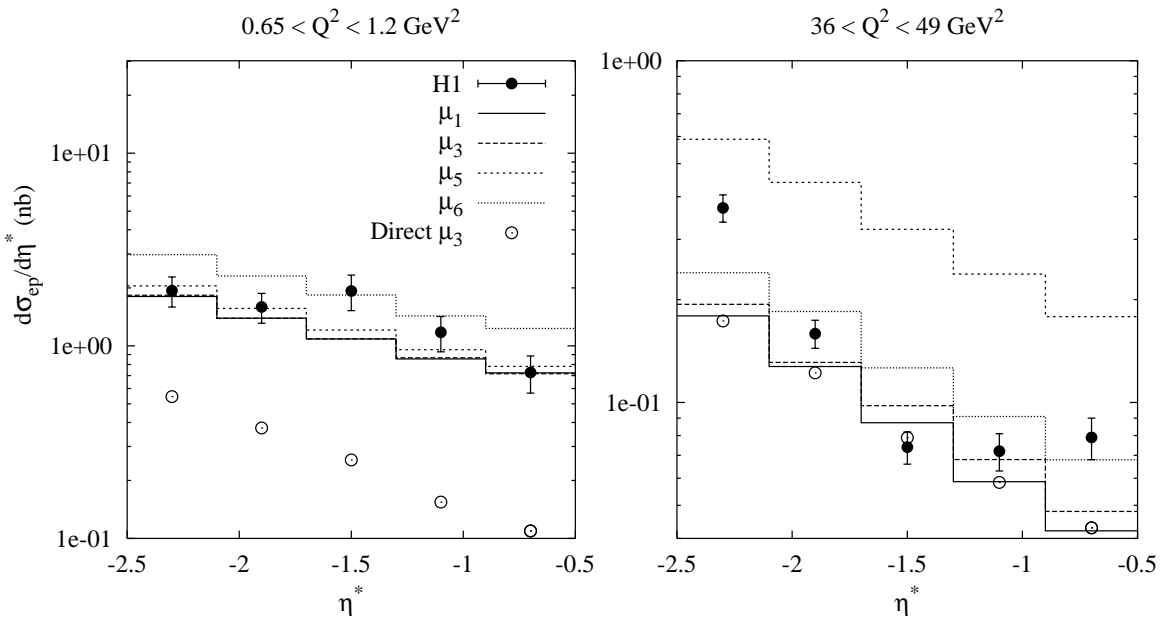 0.65 < Q² < 1.2 GeV²
36 < Q² < 49 GeV²
dσ_ep/dη* (nb)
1e+01
1e+00
1e-01
H1
μ₁
μ₃
μ₅
μ₆
Direct μ₃
-2.5 -2 -1.5 -1 -0.5
η*
1e+00
1e-01
-2.5 -2 -1.5 -1 -0.5
η*